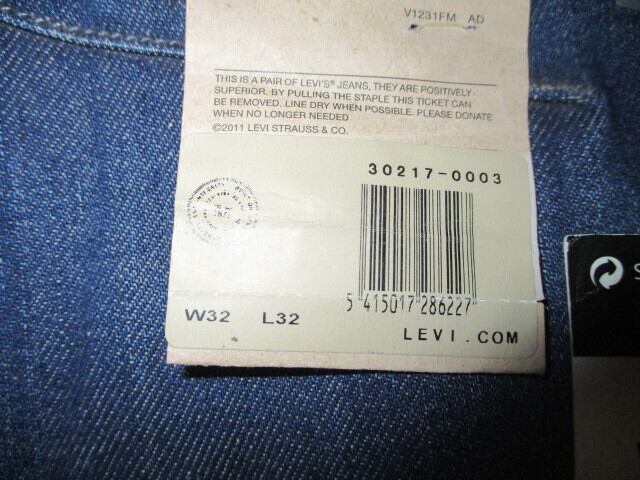 V1231FM AD
THIS IS A PAIR OF LEVI'S® JEANS, THEY ARE POSITIVELY
SUPERIOR. BY PULLING THE STAPLE THIS TICKET CAN
BE REMOVED. LINE DRY WHEN POSSIBLE. PLEASE DONATE
WHEN NO LONGER NEEDED
©2011 LEVI STRAUSS & CO.
30217-0003
5 415017 286227
W32 L32
LEVI.COM
S